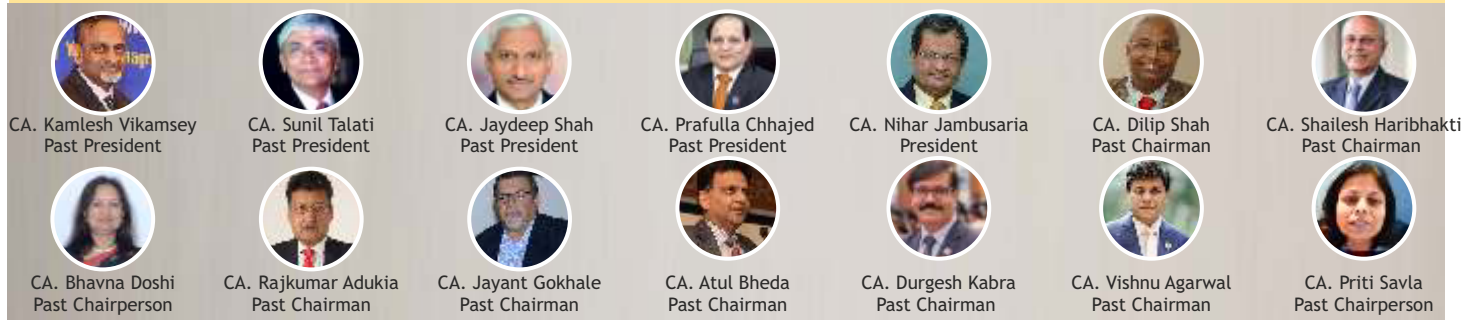 CA. Kamlesh Vikamsey
Past President
CA. Sunil Talati
Past President
CA. Jaydeep Shah
Past President
CA. Prafulla Chhajed
Past President
CA. Nihar Jambusaria
President
CA. Dilip Shah
Past Chairman
CA. Shailesh Haribhakti
Past Chairman
CA. Bhavna Doshi
Past Chairperson
CA. Rajkumar Adukia
Past Chairman
CA. Jayant Gokhale
Past Chairman
CA. Atul Bheda
Past Chairman
CA. Durgesh Kabra
Past Chairman
CA. Vishnu Agarwal
Past Chairman
CA. Priti Savla
Past Chairperson